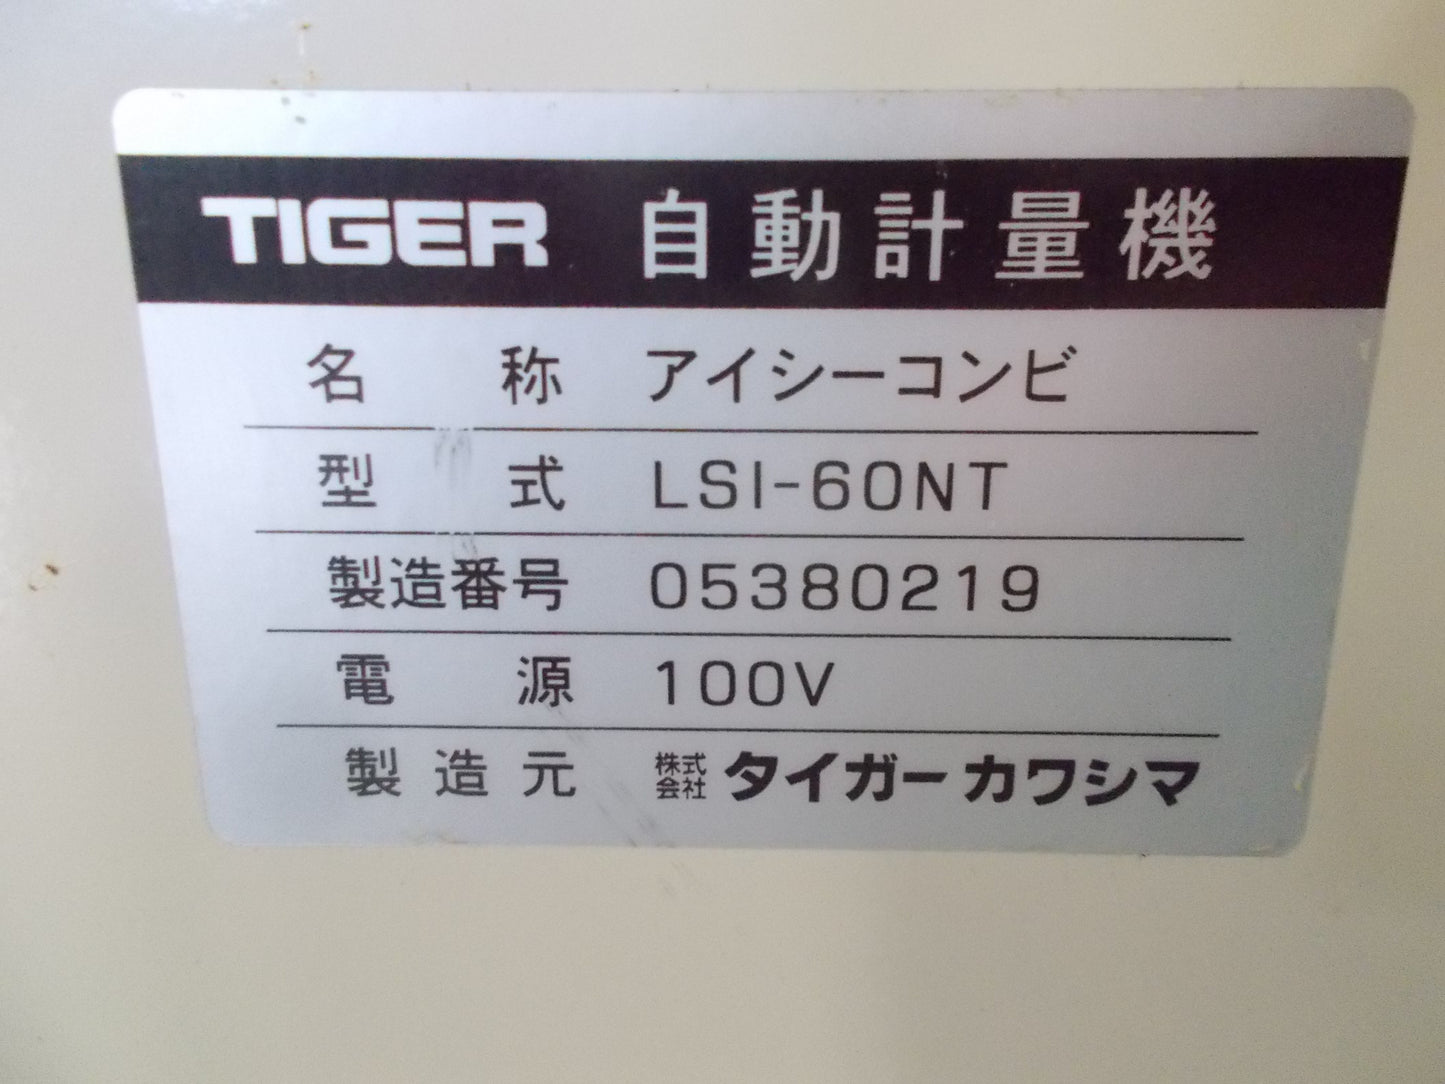 TIGER 自動計量機
名称 アイシーコンビ
型式 LSI-60NT
製造番号 05380219
電源 100V
製造元 株式会社 タイガーカワシマ